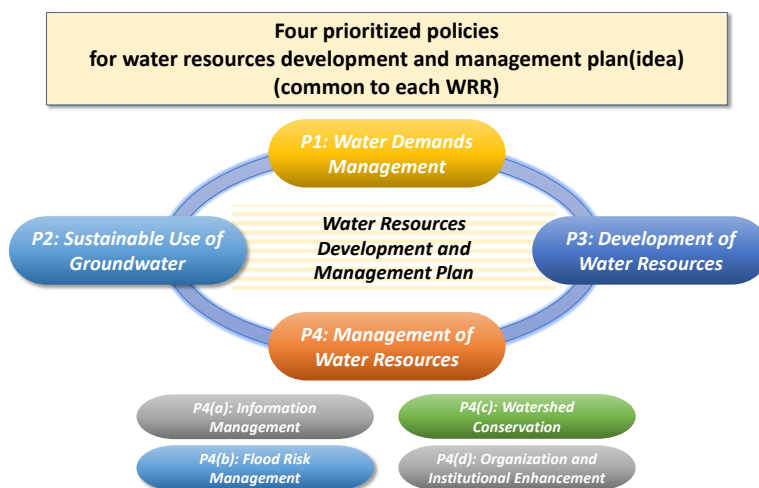 Four prioritized policies
for water resources development and management plan(idea)
(common to each WRR)
P1: Water Demands
Management
P2: Sustainable Use of
Groundwater
Water Resources
Development and
Management Plan
P3: Development of
Water Resources
P4: Management of
Water Resources
P4(a): Information
Management
P4(c): Watershed
Conservation
P4(b): Flood Risk
Management
P4(d): Organization and
Institutional Enhancement